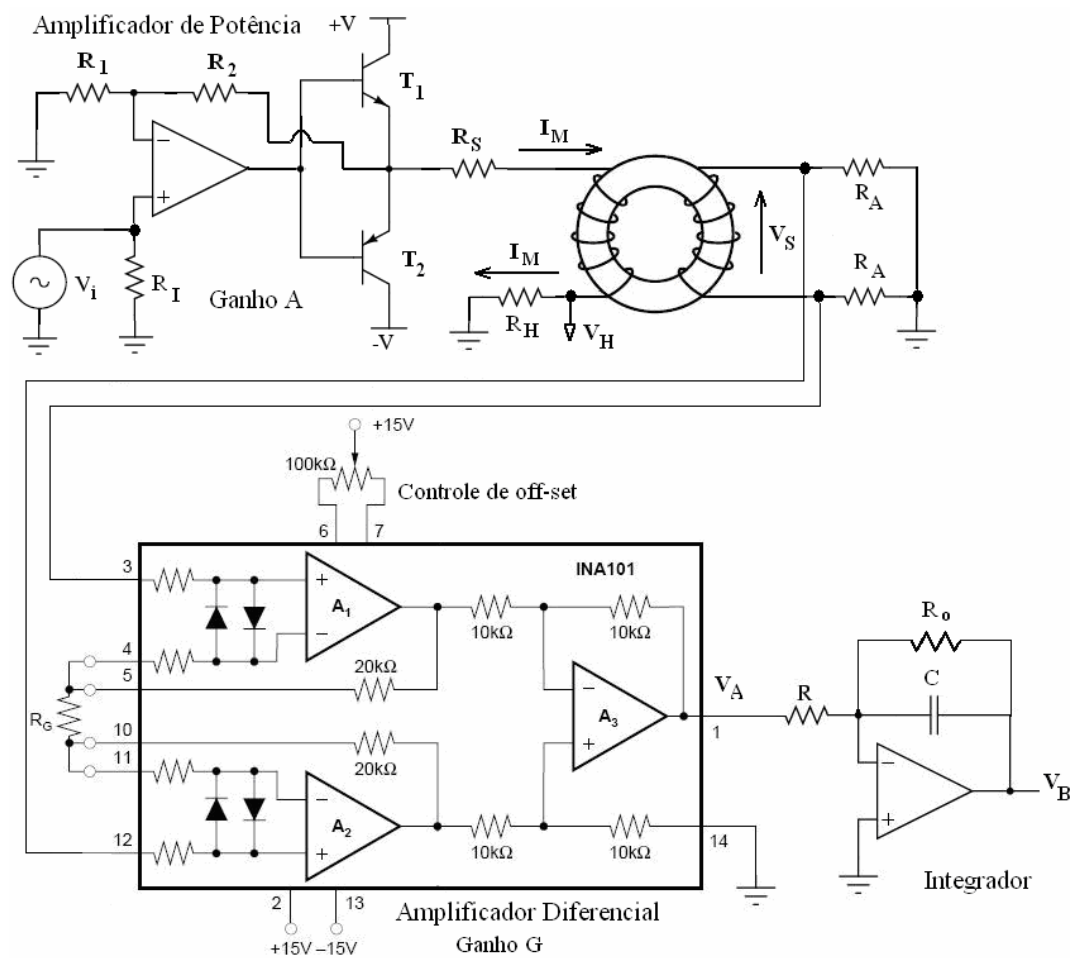 Amplificador de Potência
+V
R1
R2
T1
RS
IM
RA
VS
T2
IM
RA
Vi
RI
Ganho A
-V
RH
VH
+15V
100kΩ
Controle de off-set
6
7
3
INA101
A1
10kΩ
10kΩ
Ro
4
5
20kΩ
C
VA
R
RG
A3
1
10
11
20kΩ
VB
A2
12
10kΩ
10kΩ
14
Integrador
2
13
Amplificador Diferencial
+15V –15V
Ganho G